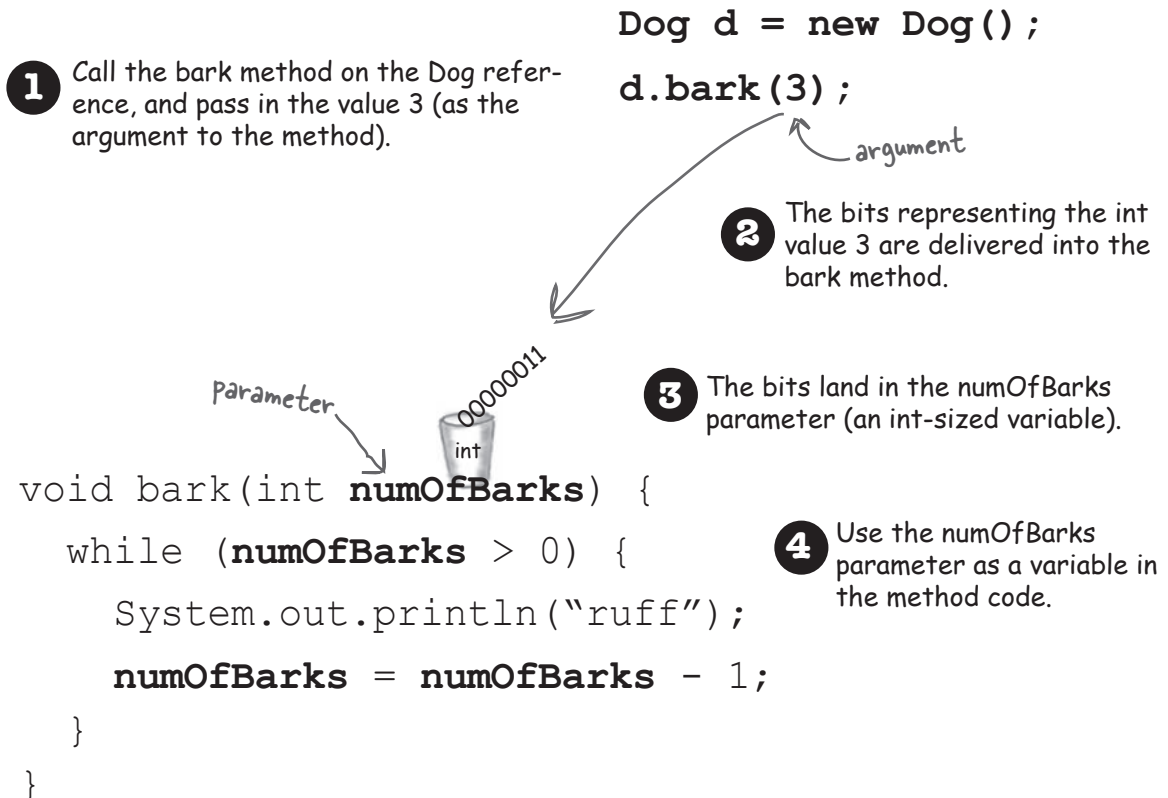 Dog d = new Dog();
d.bark(3);
argument
1 Call the bark method on the Dog refer-
ence, and pass in the value 3 (as the
argument to the method).
2 The bits representing the int
value 3 are delivered into the
bark method.
00000011
int
parameter
3 The bits land in the numOfBarks
parameter (an int-sized variable).
void bark(int numOfBarks) {
while (numOfBarks > 0) {
System.out.println(“ruff”);
numOfBarks = numOfBarks - 1;
}
}
4 Use the numOfBarks
parameter as a variable in
the method code.